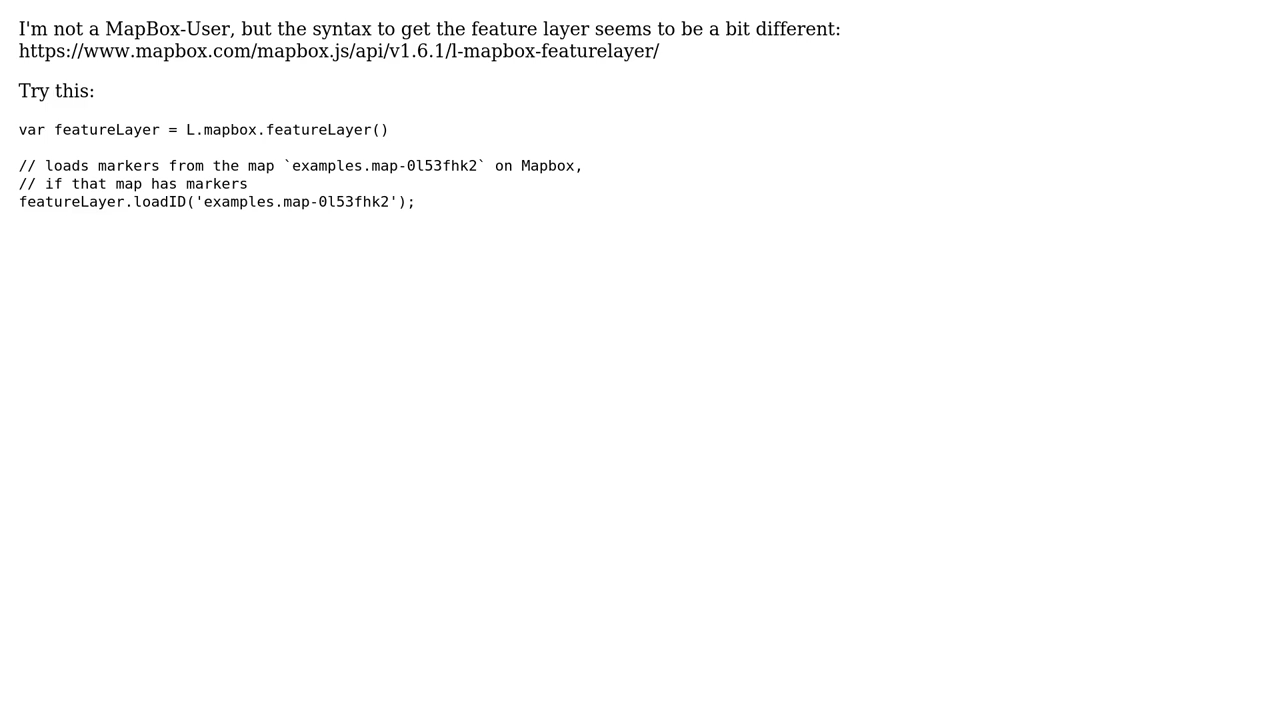 I'm not a MapBox-User, but the syntax to get the feature layer seems to be a bit different:
https://www.mapbox.com/mapbox.js/api/v1.6.1/l-mapbox-featurelayer/
Try this:
var featureLayer = L.mapbox.featureLayer()
// loads markers from the map `examples.map-0l53fhk2` on Mapbox,
// if that map has markers
featureLayer.loadID('examples.map-0l53fhk2');